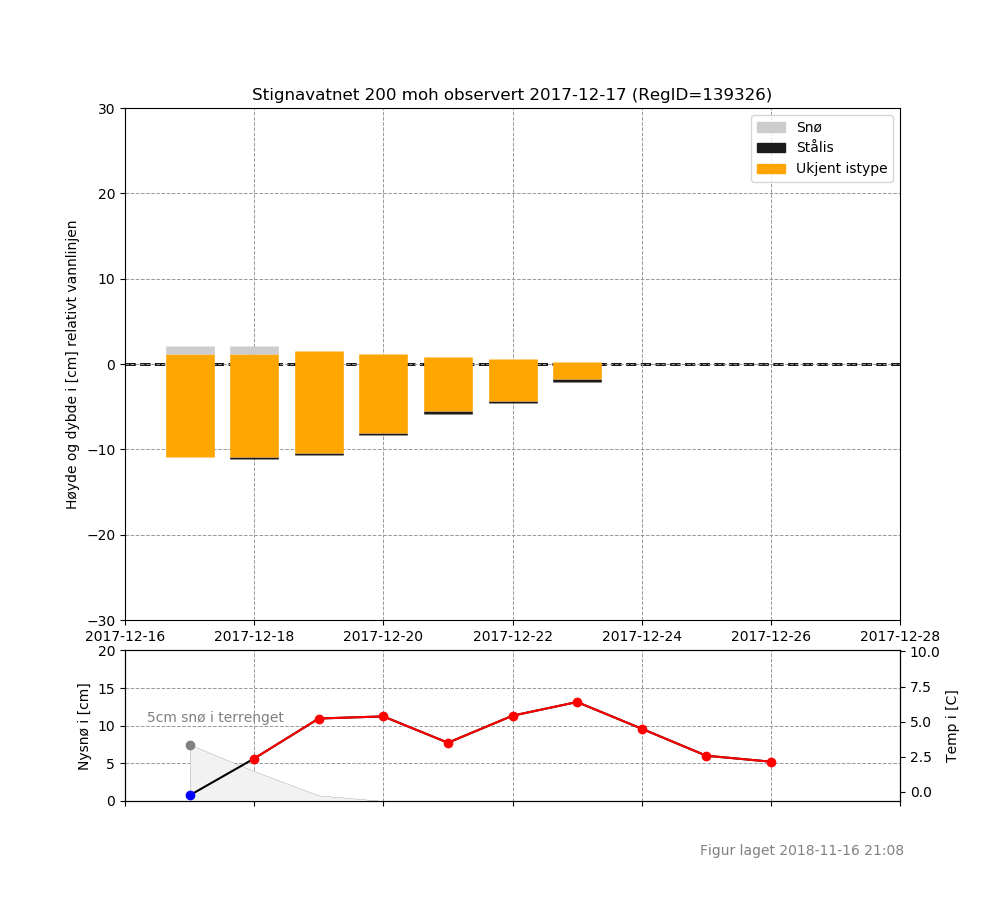 Stignavatnet 200 moh observert 2017-12-17 (RegID=139326)
Snø
Stålis
Ukjent istype
Høyde og dybde i [cm] relativt vannlinjen
30
20
10
0
−10
−20
−30
2017-12-16 2017-12-18 2017-12-20 2017-12-22 2017-12-24 2017-12-26 2017-12-28
Nysnø i [cm]
20
15
10
5
0
5cm snø i terrenget
10.0
7.5
5.0
2.5
0.0
Temp i [C]
Figur laget 2018-11-16 21:08